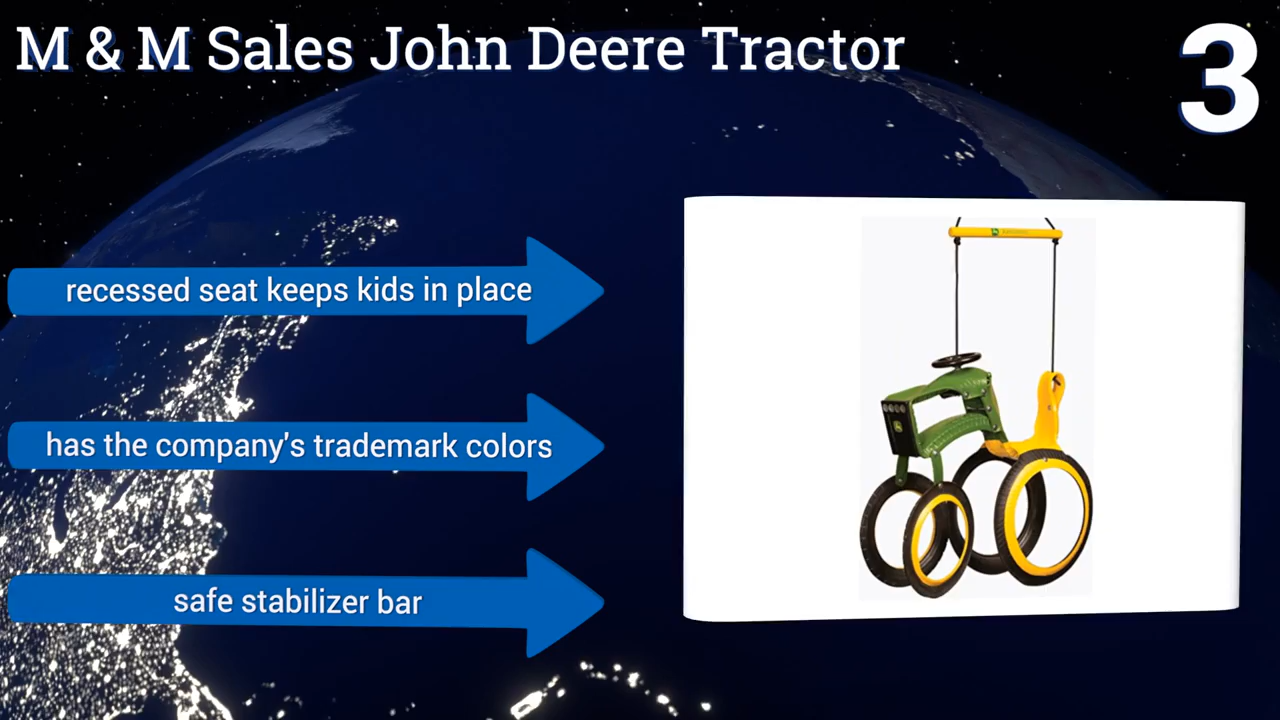 M & M Sales John Deere Tractor
3
recessed seat keeps kids in place
has the company's trademark colors
safe stabilizer bar